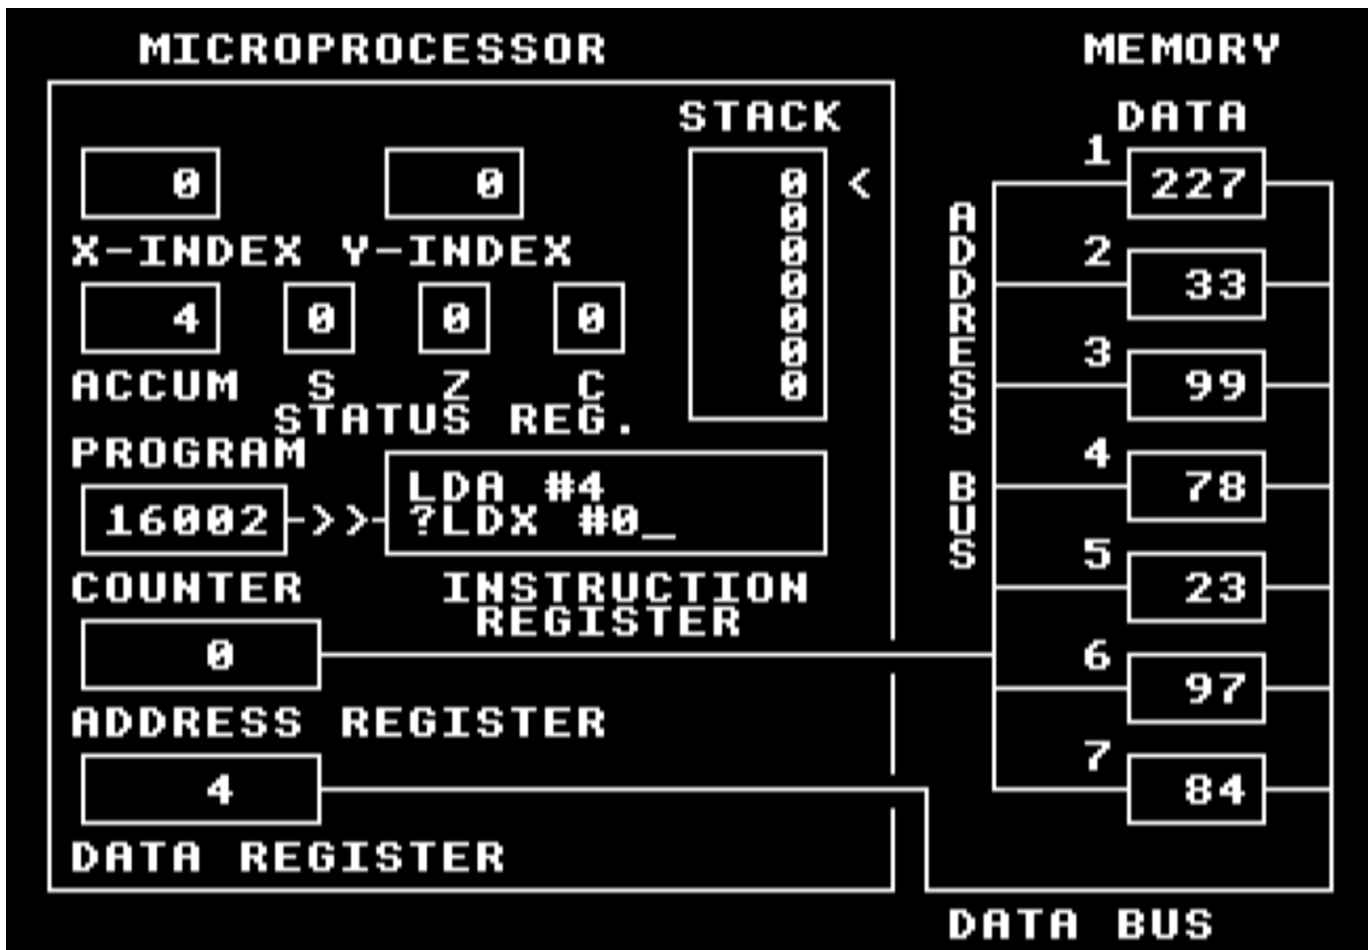 MICROPROCESSOR
MEMORY
STACK
DATA
0 0
X-INDEX Y-INDEX
4 0 0 0
ACCUM S Z C
STATUS REG.
0 <
0
0
0
0
0
0
PROGRAM
16002 ->>-
COUNTER
LDA #4
?LDX #0_
INSTRUCTION
REGISTER
0
ADDRESS REGISTER
4
DATA REGISTER
ADDRESS BUS
1 227
2 33
3 99
4 78
5 23
6 97
7 84
DATA BUS